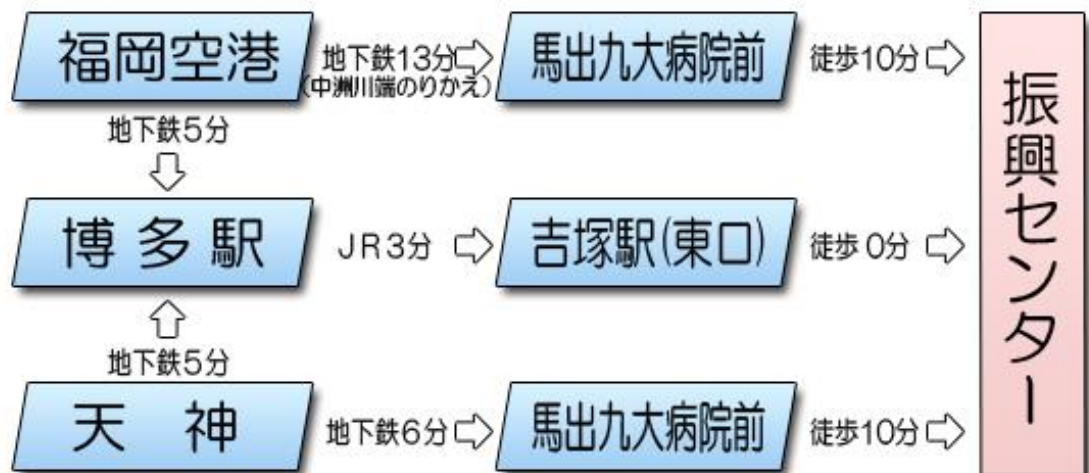 福岡空港 地下鉄13分 馬出九大病院前 徒歩10分
(中洲川端のりかえ)
地下鉄5分
博多駅 JR3分 吉塚駅(東口) 徒歩0分
地下鉄5分
天神 地下鉄6分 馬出九大病院前 徒歩10分
振興センター